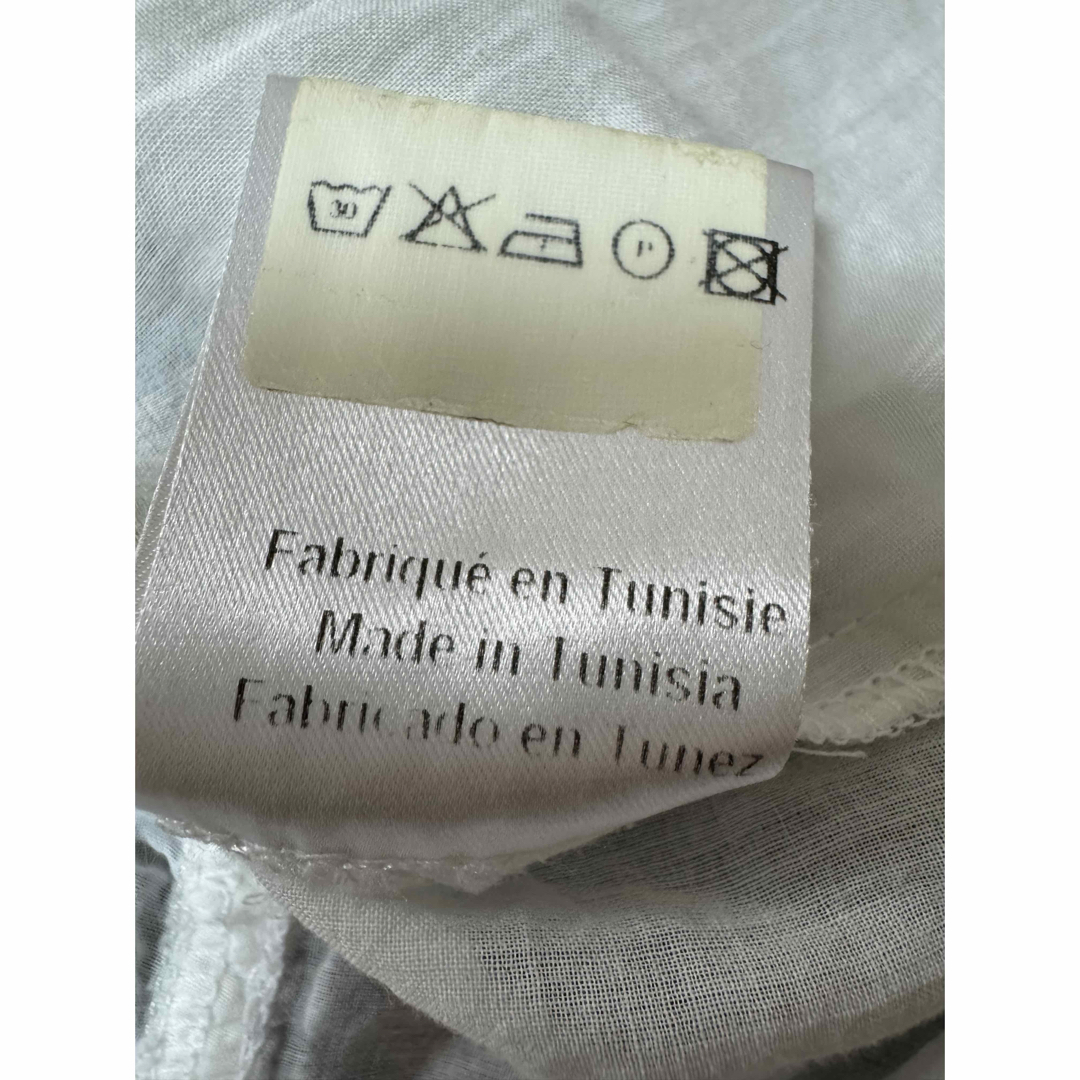 30 P
Fabriqué en Tunisie
Made in Tunisia
Fabricado en Tunez